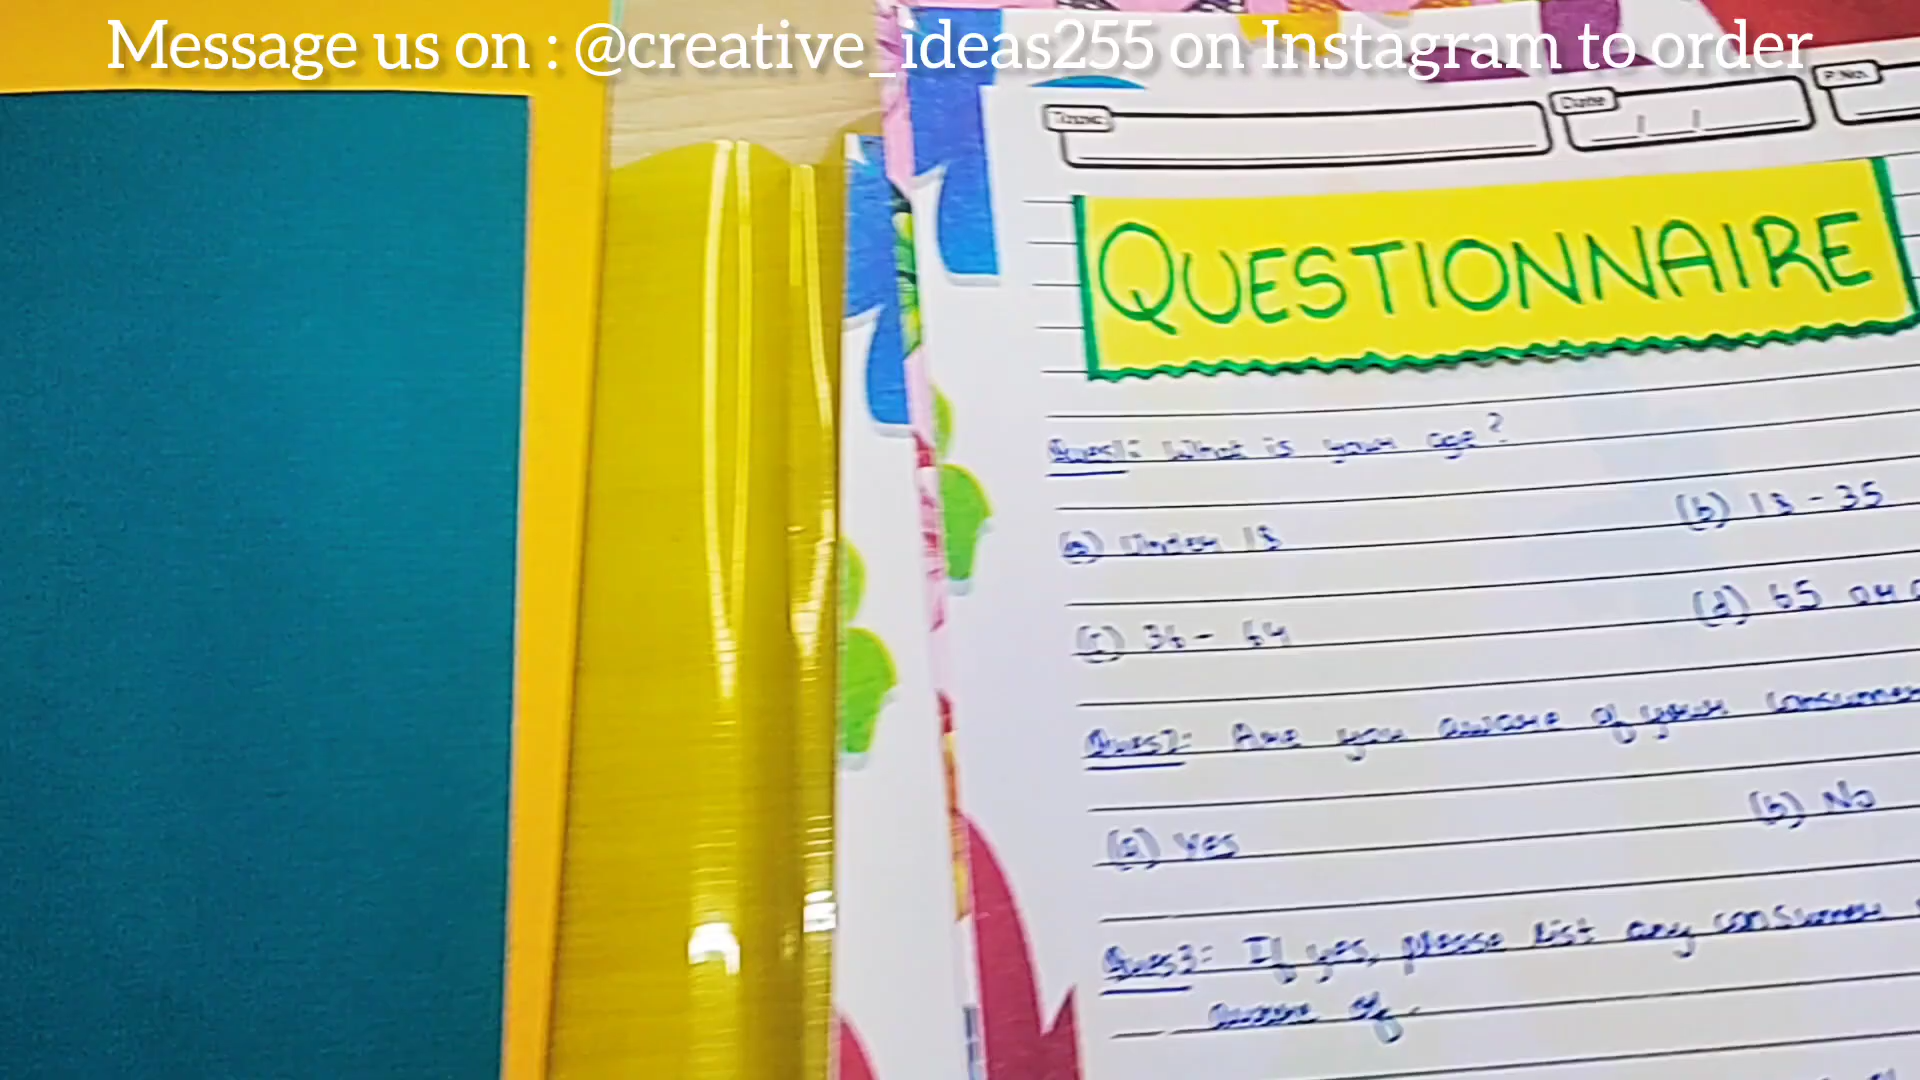 Message us on : @creative_ideas255 on Instagram to order
Topic
Date
P.No.
QUESTIONNAIRE
Ques1: What is your age?
(a) Under 18 (b) 18 - 35
(c) 36 - 64 (d) 65 or
Ques2: Are you aware of your consumer
(a) Yes (b) No
Ques3: If yes, please list any consumer
aware of.